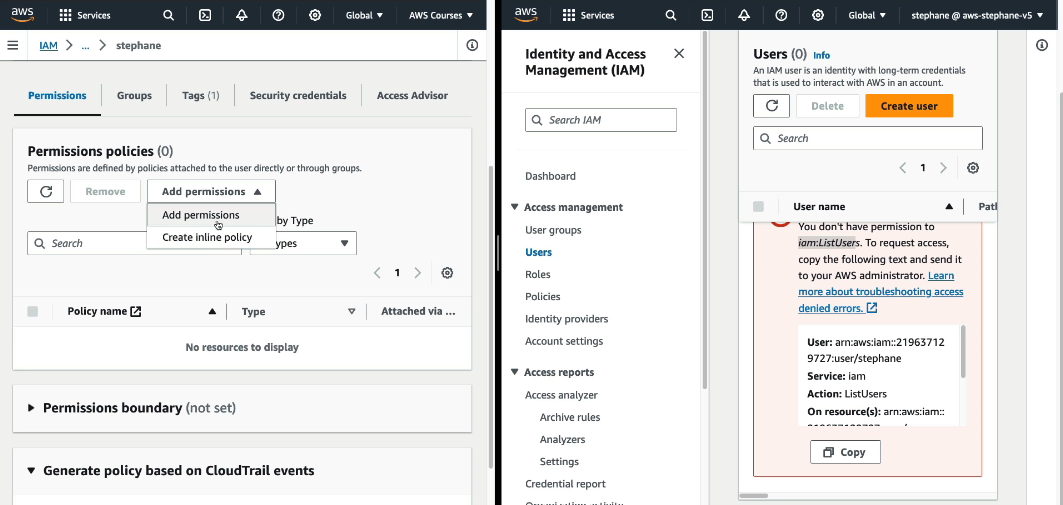 aws
Services
Global
AWS Courses
IAM
...
stephane
Permissions
Groups
Tags (1)
Security credentials
Access Advisor
Permissions policies (0)
Permissions are defined by policies attached to the user directly or through groups.
Remove
Add permissions
Add permissions
Create inline policy
by Type
Search
ypes
1
Policy name
Type
Attached via ...
No resources to display
Permissions boundary (not set)
Generate policy based on CloudTrail events
aws
Services
Global
stephane @ aws-stephane-v5
Identity and Access
Management (IAM)
Search IAM
Dashboard
Access management
User groups
Users
Roles
Policies
Identity providers
Account settings
Access reports
Access analyzer
Archive rules
Analyzers
Settings
Credential report
Users (0) Info
An IAM user is an identity with long-term credentials
that is used to interact with AWS in an account.
Delete
Create user
Search
1
User name
Path
You don't have permission to
iam:ListUsers. To request access,
copy the following text and send it
to your AWS administrator. Learn
more about troubleshooting access
denied errors.
User: arn:aws:iam::21963712
9727:user/stephane
Service: iam
Action: ListUsers
On resource(s): arn:aws:iam::
Copy